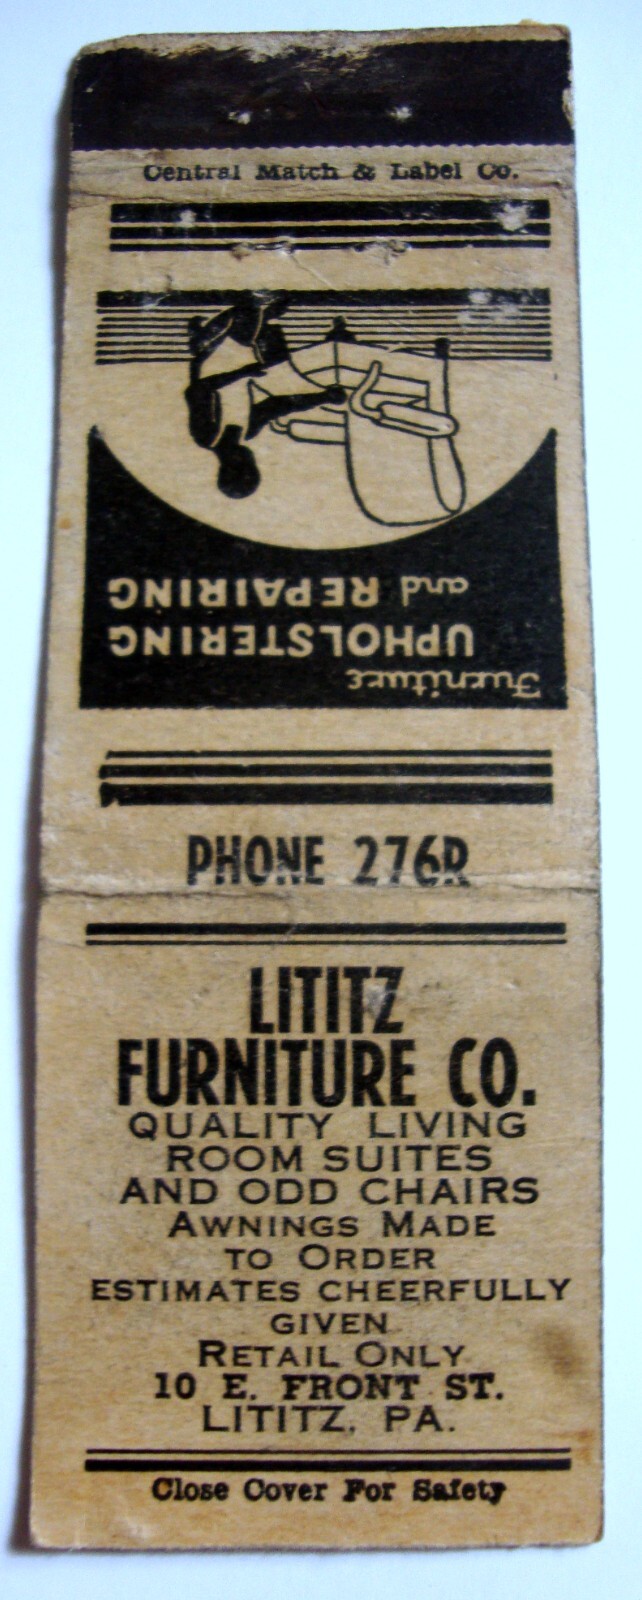 Central Match & Label Co.
Furniture
UPHOLSTERING
and REPAIRING
PHONE 276R
LITITZ
FURNITURE CO.
QUALITY LIVING
ROOM SUITES
AND ODD CHAIRS
AWNINGS MADE
TO ORDER
ESTIMATES CHEERFULLY
GIVEN
RETAIL ONLY
10 E. FRONT ST.
LITITZ, PA.
Close Cover For Safety